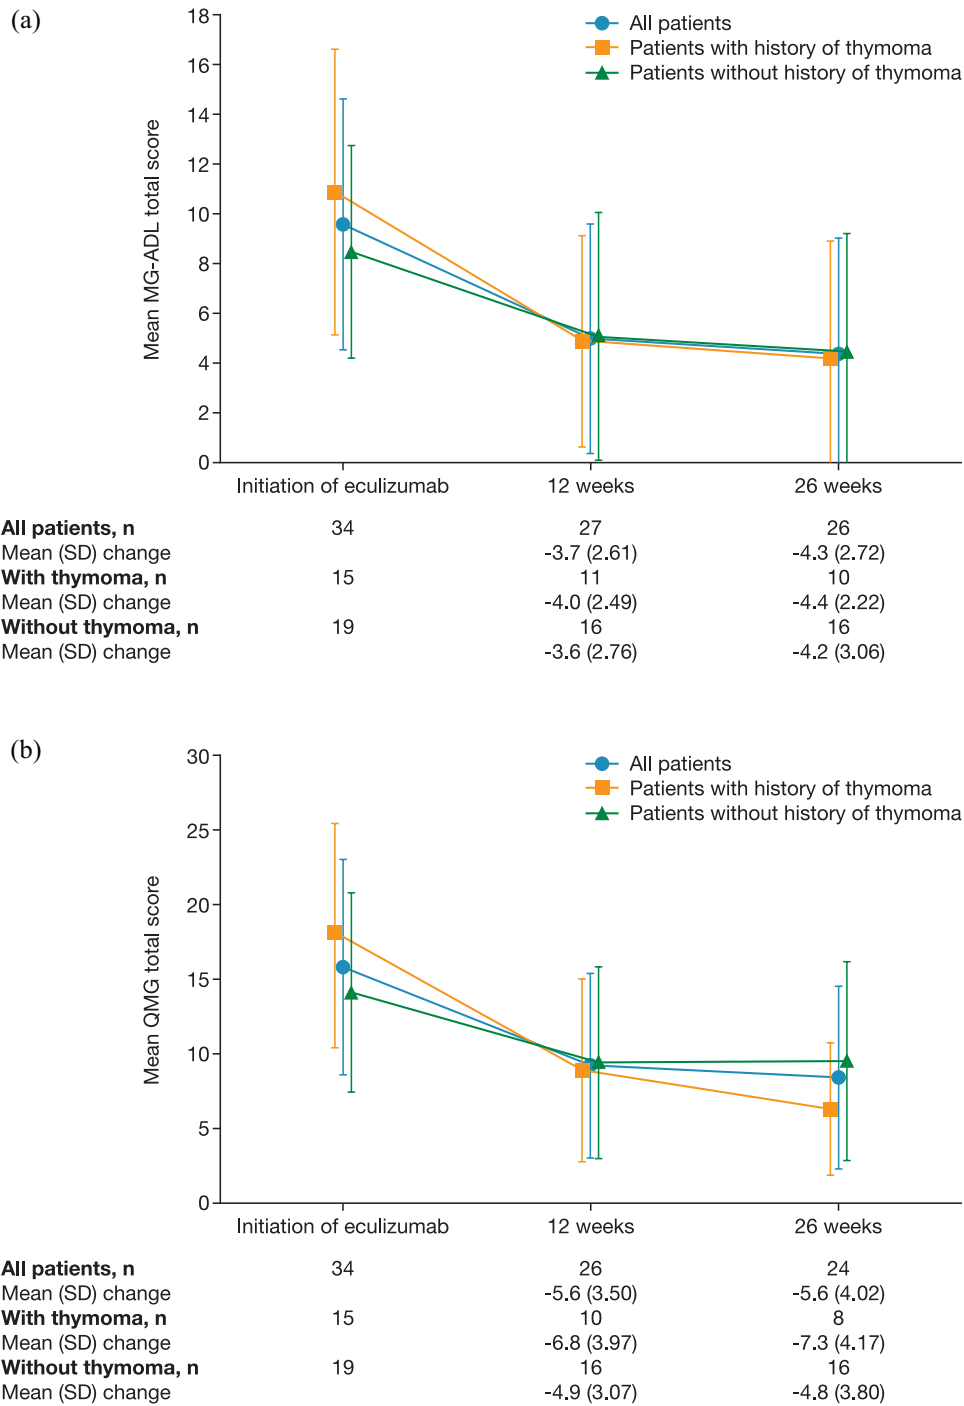 (a)
All patients
Patients with history of thymoma
Patients without history of thymoma
Mean MG-ADL total score
18
16
14
12
10
8
6
4
2
0
Initiation of eculizumab 12 weeks 26 weeks
All patients, n 34 27 26
Mean (SD) change -3.7 (2.61) -4.3 (2.72)
With thymoma, n 15 11 10
Mean (SD) change -4.0 (2.49) -4.4 (2.22)
Without thymoma, n 19 16 16
Mean (SD) change -3.6 (2.76) -4.2 (3.06)
(b)
All patients
Patients with history of thymoma
Patients without history of thymoma
Mean QMG total score
30
25
20
15
10
5
0
Initiation of eculizumab 12 weeks 26 weeks
All patients, n 34 26 24
Mean (SD) change -5.6 (3.50) -5.6 (4.02)
With thymoma, n 15 10 8
Mean (SD) change -6.8 (3.97) -7.3 (4.17)
Without thymoma, n 19 16 16
Mean (SD) change -4.9 (3.07) -4.8 (3.80)